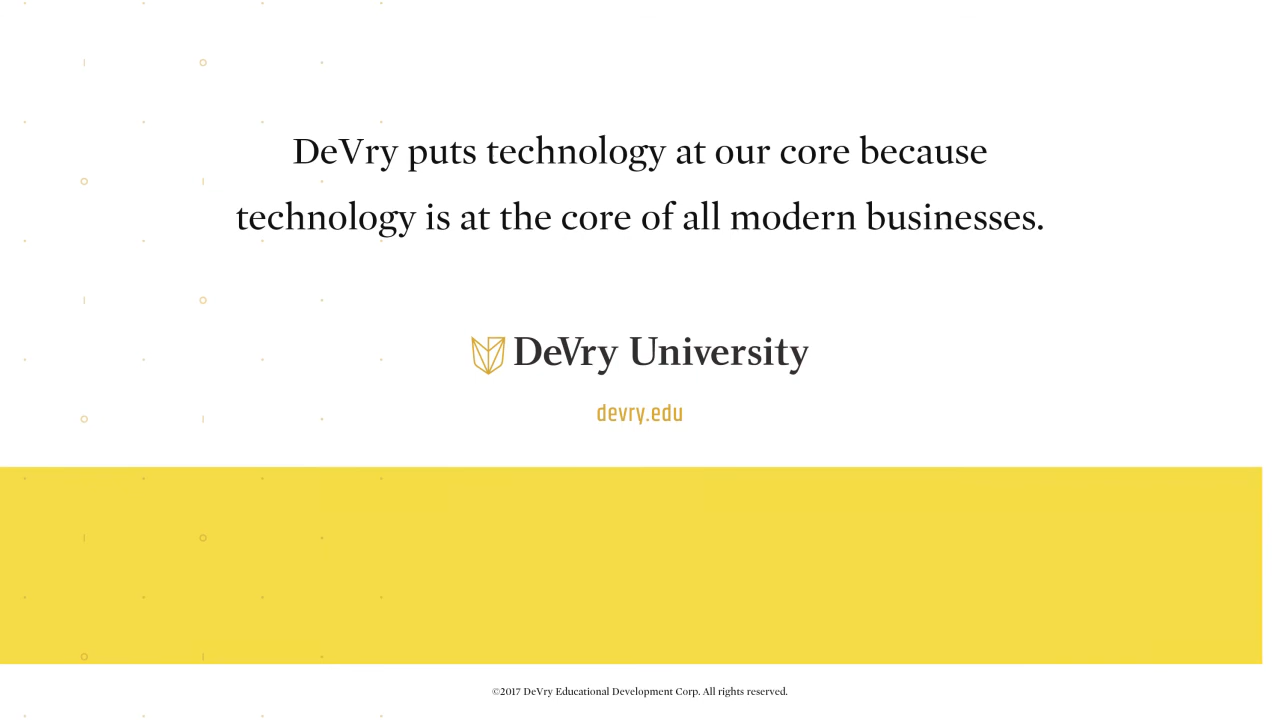 DeVry puts technology at our core because
technology is at the core of all modern businesses.
DeVry University
devry.edu
©2017 DeVry Educational Development Corp. All rights reserved.